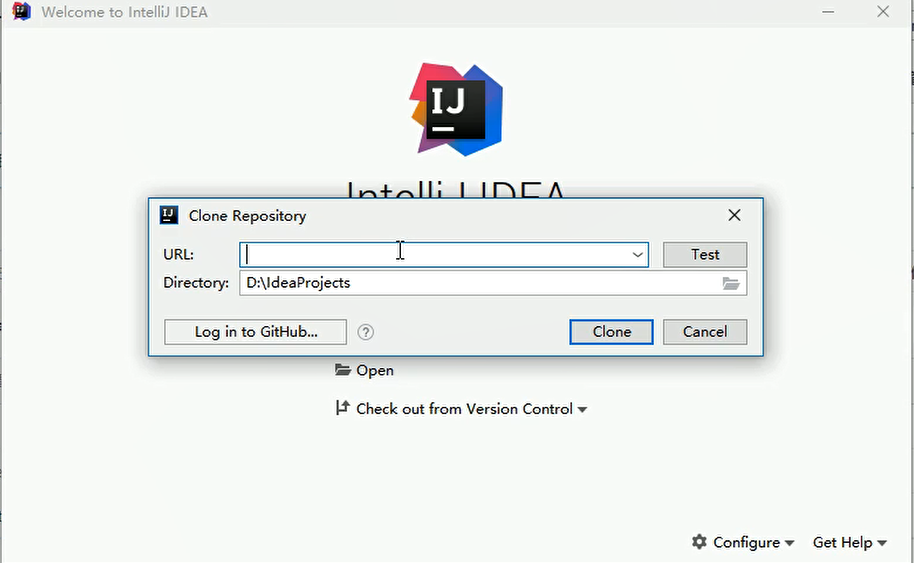 Welcome to IntelliJ IDEA
IJ
IntelliJ IDEA
Clone Repository
URL:
Test
Directory: D:\IdeaProjects
Log in to GitHub... ? Clone Cancel
Open
Check out from Version Control
Configure Get Help